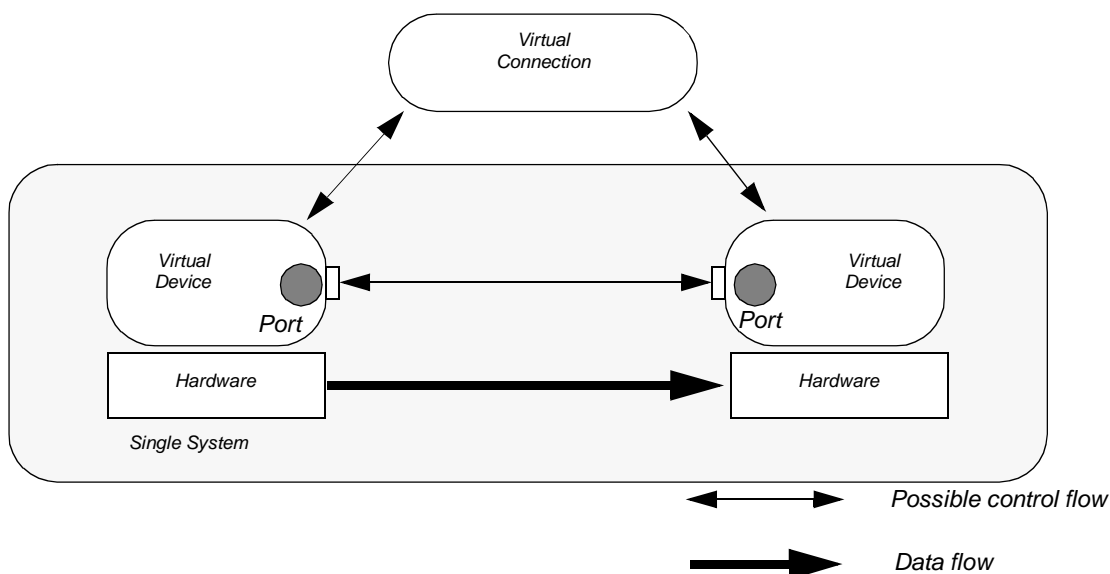 Virtual
Connection
Virtual
Device
Virtual
Device
Port
Port
Hardware
Hardware
Single System
Possible control flow
Data flow